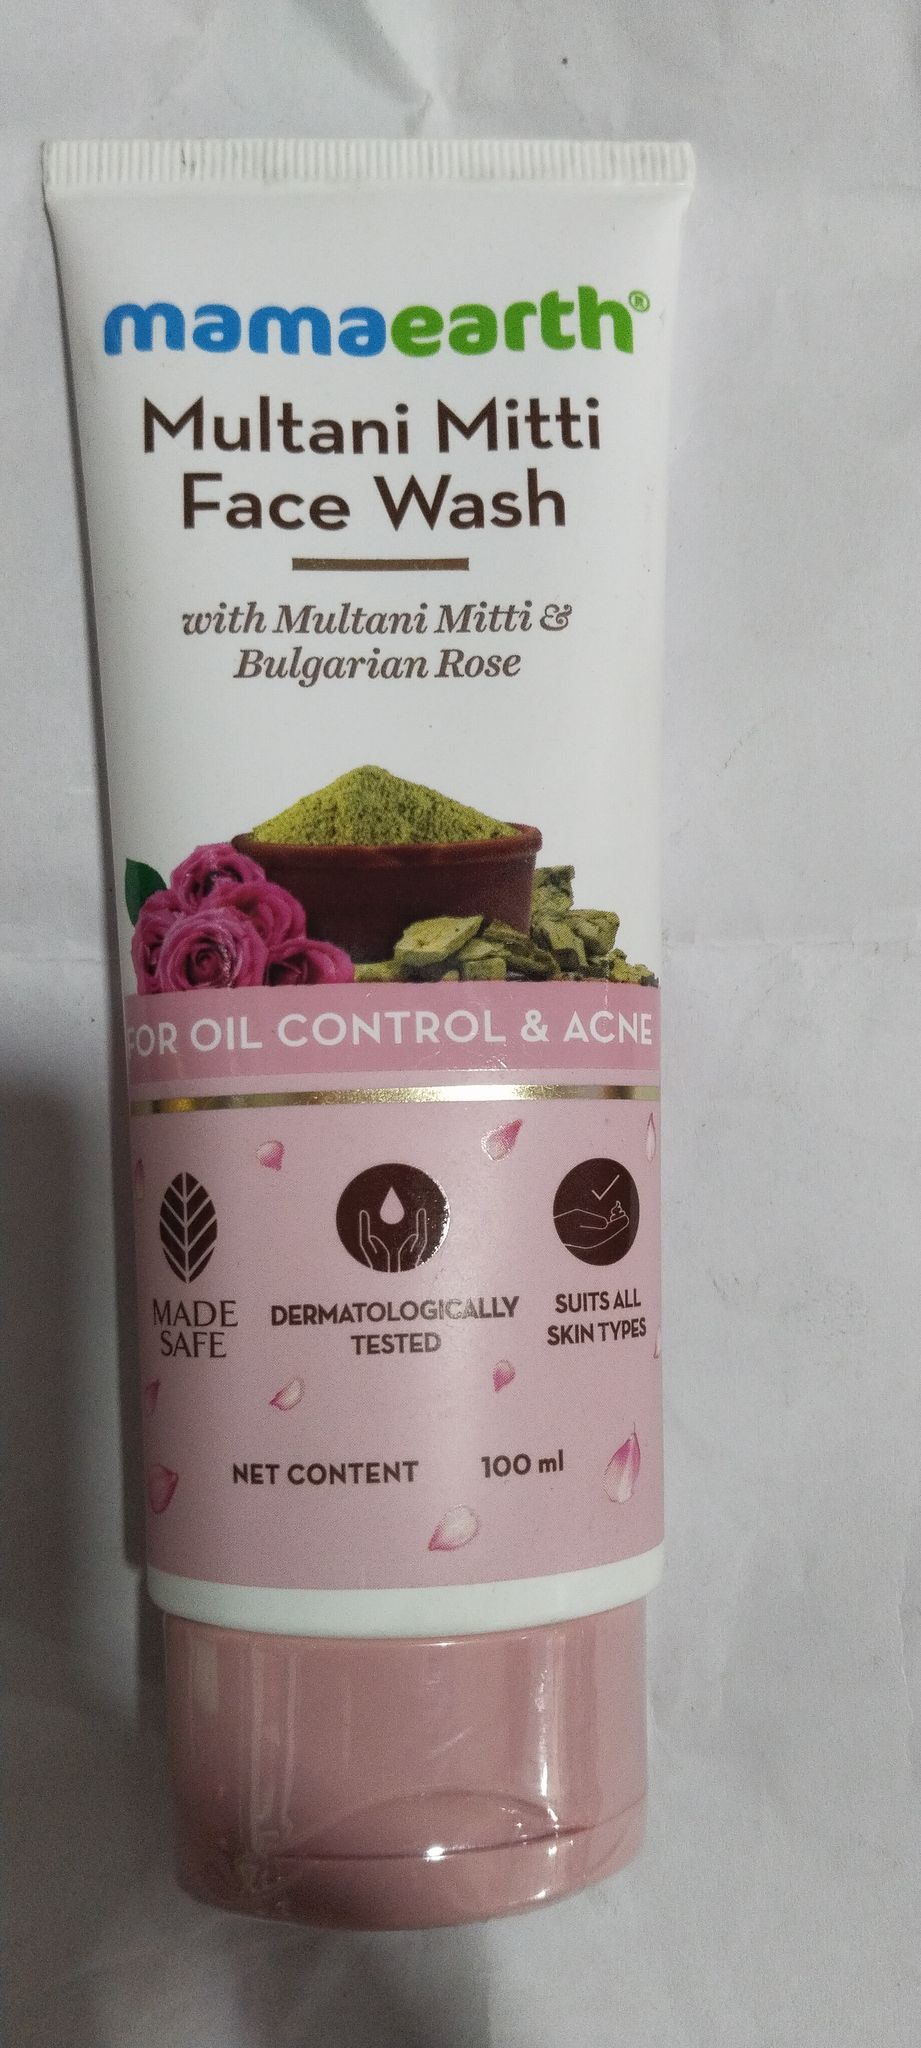 mamaearth®
Multani Mitti
Face Wash
with Multani Mitti &
Bulgarian Rose
FOR OIL CONTROL & ACNE
MADE
SAFE
DERMATOLOGICALLY
TESTED
SUITS ALL
SKIN TYPES
NET CONTENT 100 ml